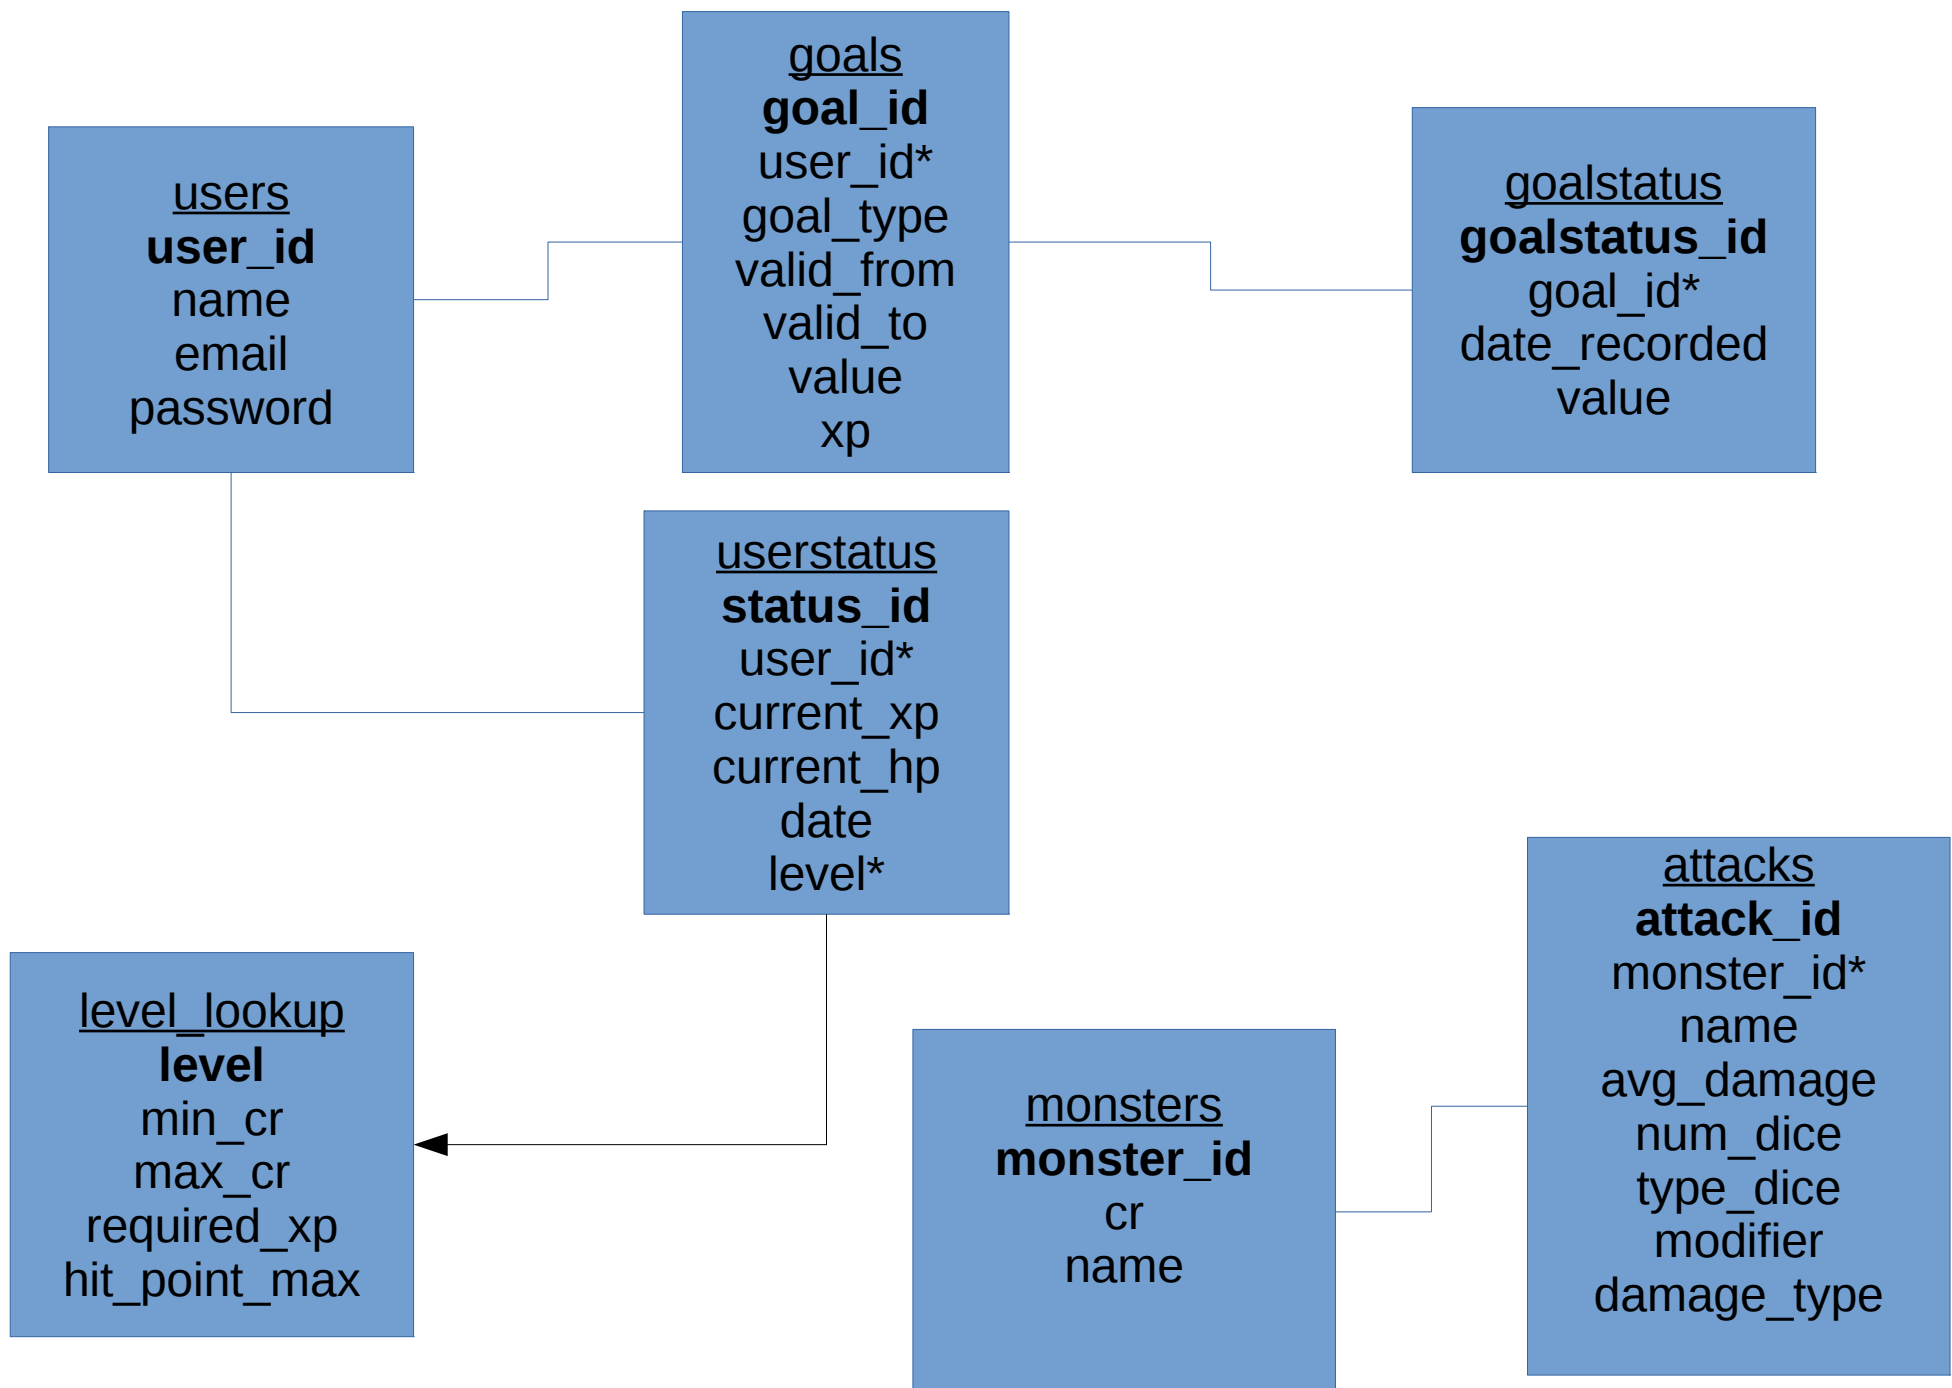 users
user_id
name
email
password
goals
goal_id
user_id*
goal_type
valid_from
valid_to
value
xp
goalstatus
goalstatus_id
goal_id*
date_recorded
value
userstatus
status_id
user_id*
current_xp
current_hp
date
level*
level_lookup
level
min_cr
max_cr
required_xp
hit_point_max
monsters
monster_id
cr
name
attacks
attack_id
monster_id*
name
avg_damage
num_dice
type_dice
modifier
damage_type